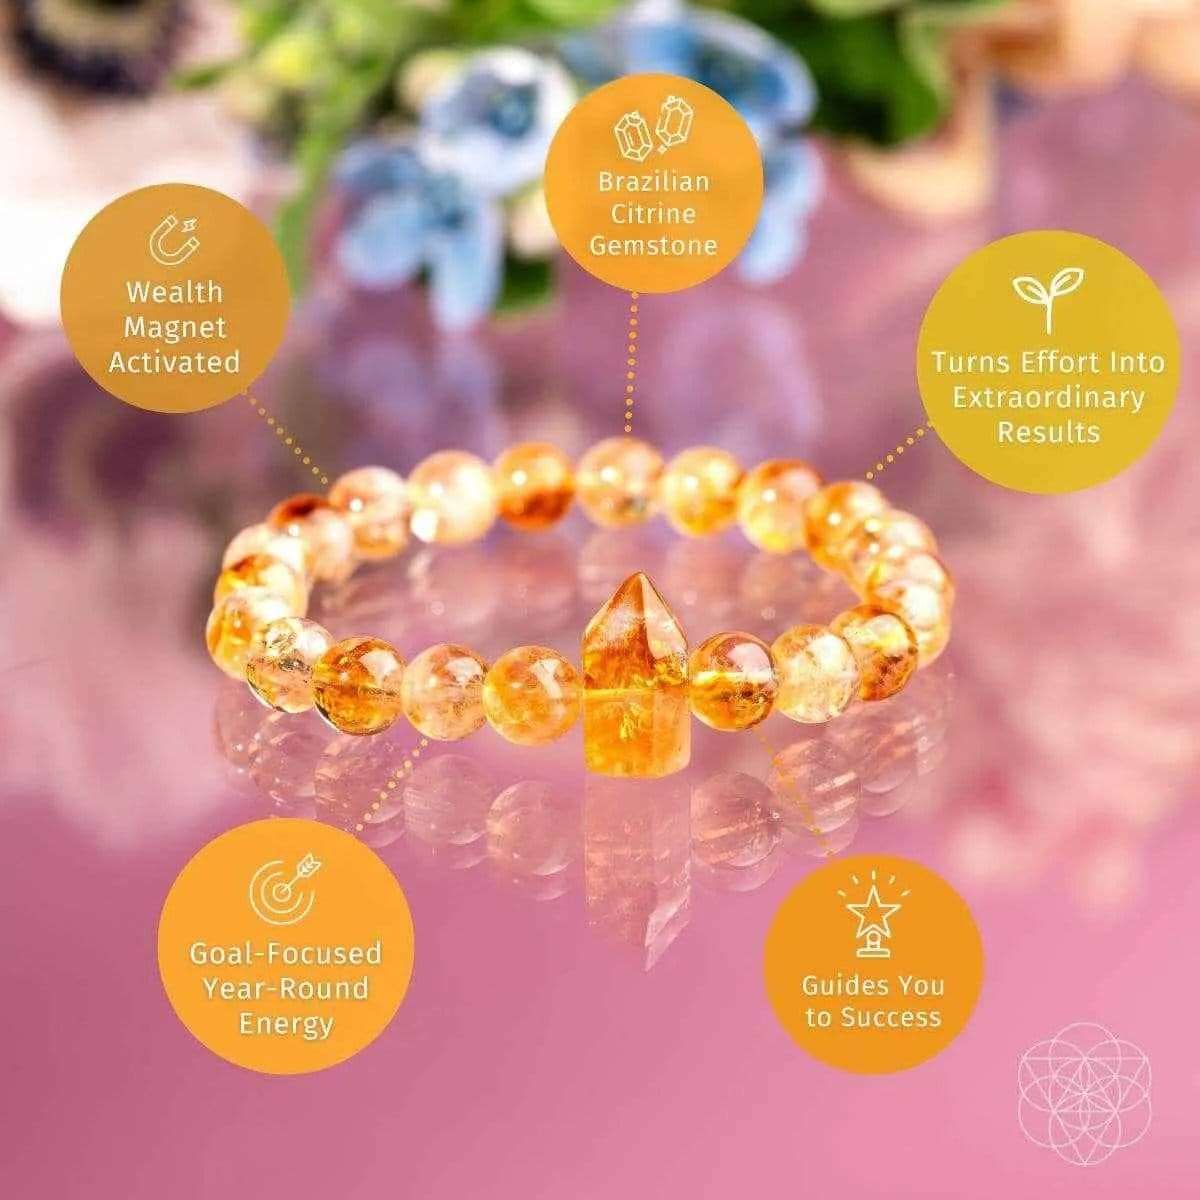 Brazilian
Citrine
Gemstone
Wealth
Magnet
Activated
Turns Effort Into
Extraordinary
Results
Goal-Focused
Year-Round
Energy
Guides You
to Success